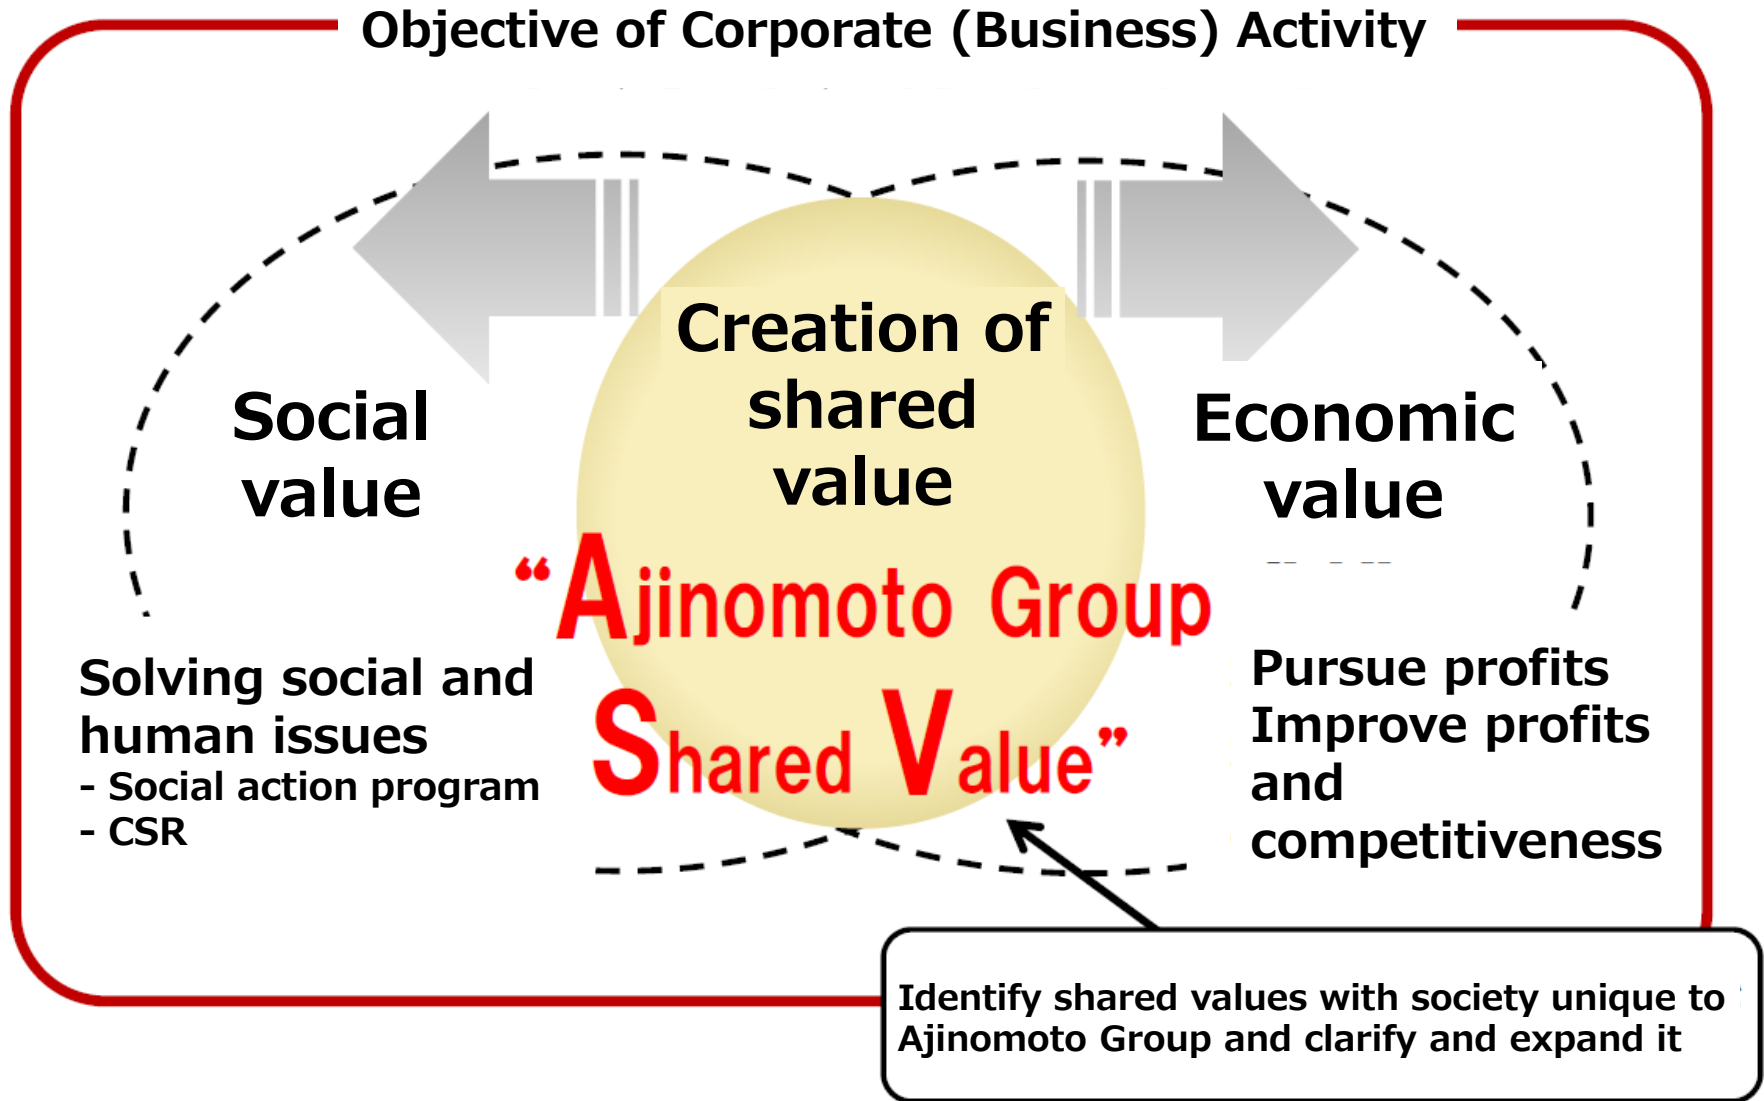 Objective of Corporate (Business) Activity
Creation of
shared
value
Social
value
Economic
value
“Ajinomoto Group
Shared Value”
Solving social and
human issues
- Social action program
- CSR
Pursue profits
Improve profits
and
competitiveness
Identify shared values with society unique to
Ajinomoto Group and clarify and expand it